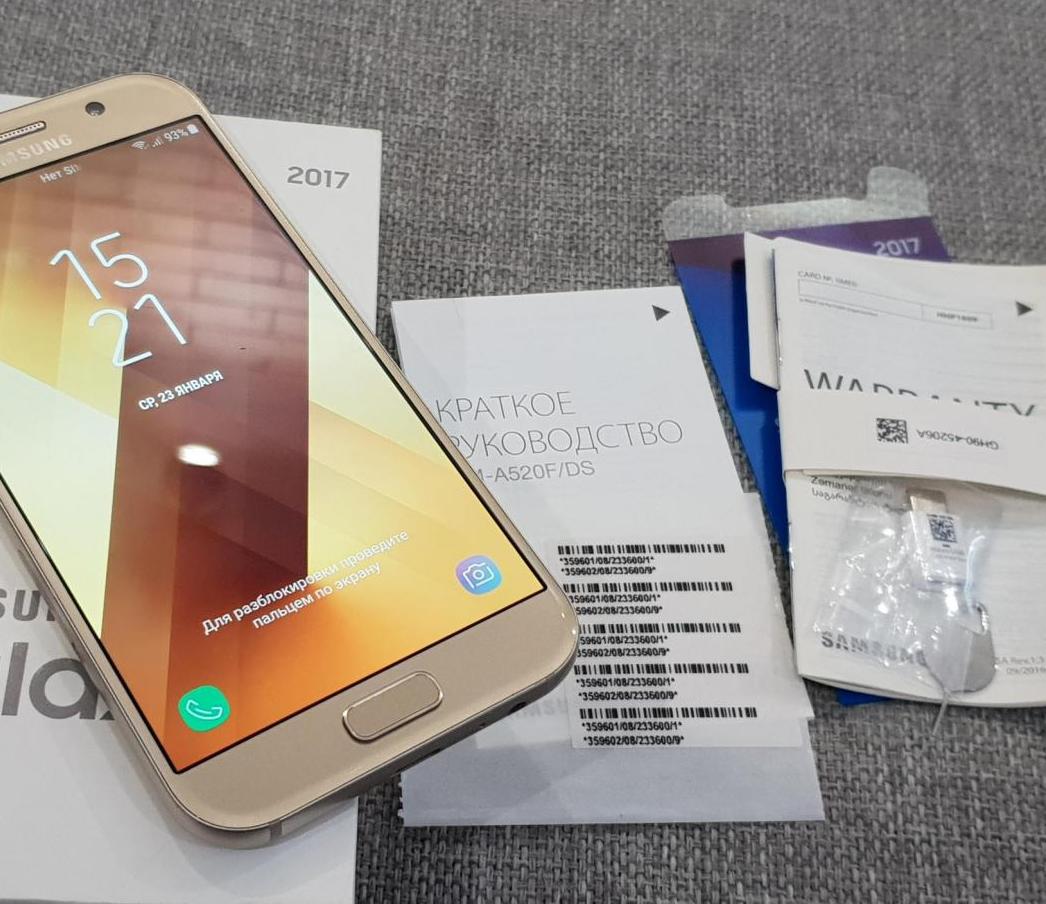 SAMSUNG
93%
Нет SI
15
21
СР, 23 ЯНВАРЯ
Для разблокировки проведите
пальцем по экрану
2017
КРАТКОЕ
РУКОВОДСТВО
M-A520F/DS
*359601/08/233600/1*
*359602/08/233600/9*
359601/08/233600/1*
359602/08/233600/9*
359601/08/233600/1*
359602/08/233600/9*
*359601/08/233600/1*
*359602/08/233600/9*
*359601/08/233600/1*
*359602/08/233600/9*
2017
CARD №, IMEI)
HHP1609
WARRANTY
GH90-45206A
SAMSUNG